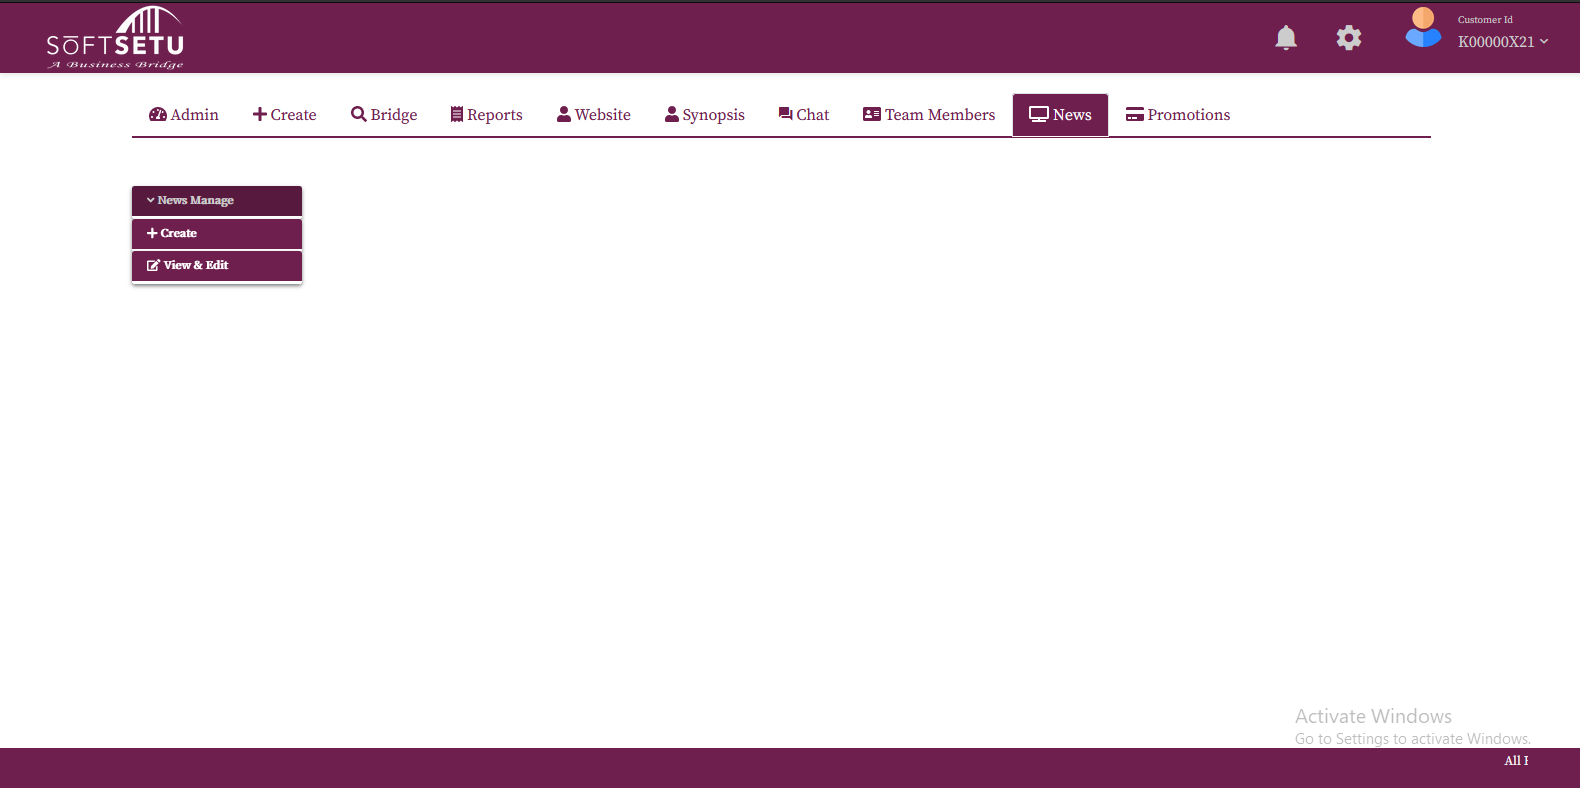 SŌFTSETU
A Business Bridge
Customer Id
K00000X21
Admin
Create
Bridge
Reports
Website
Synopsis
Chat
Team Members
News
Promotions
News Manage
Create
View & Edit
Activate Windows
Go to Settings to activate Windows.
All